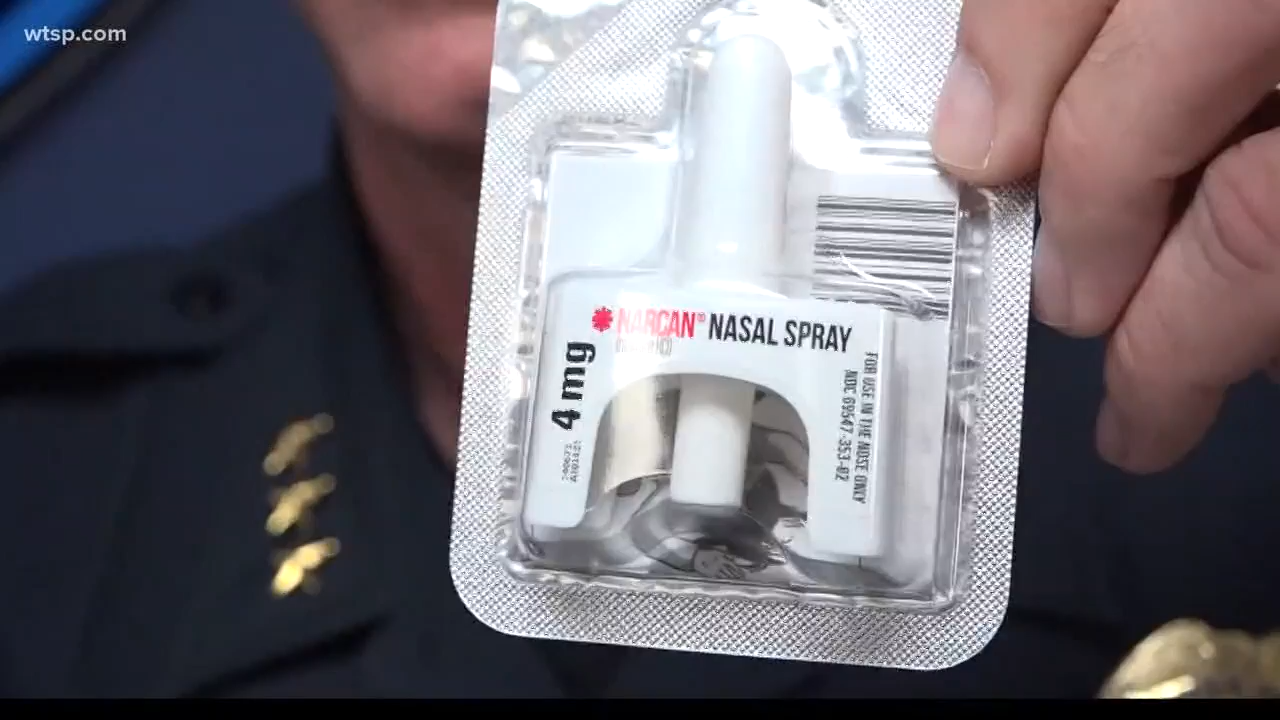 wtsp.com
NARCAN® NASAL SPRAY
4 mg
FOR USE IN THE NOSE ONLY
NDC 69547-353-02